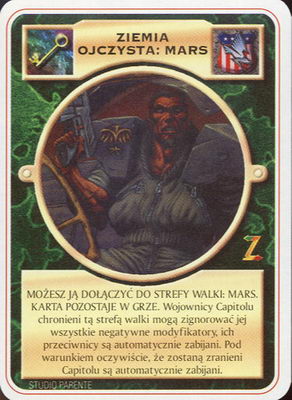 ZIEMIA
OJCZYSTA: MARS
Z
MOŻESZ JĄ DOŁĄCZYĆ DO STREFY WALKI: MARS.
KARTA POZOSTAJE W GRZE. Wojownicy Capitolu
chronieni tą strefą walki mogą zignorować jej
wszystkie negatywne modyfikatory, ich
przeciwnicy są automatycznie zabijani. Pod
warunkiem oczywiście, że zostaną zranieni
Capitolu są automatycznie zabijani.
STUDIO PARENTE